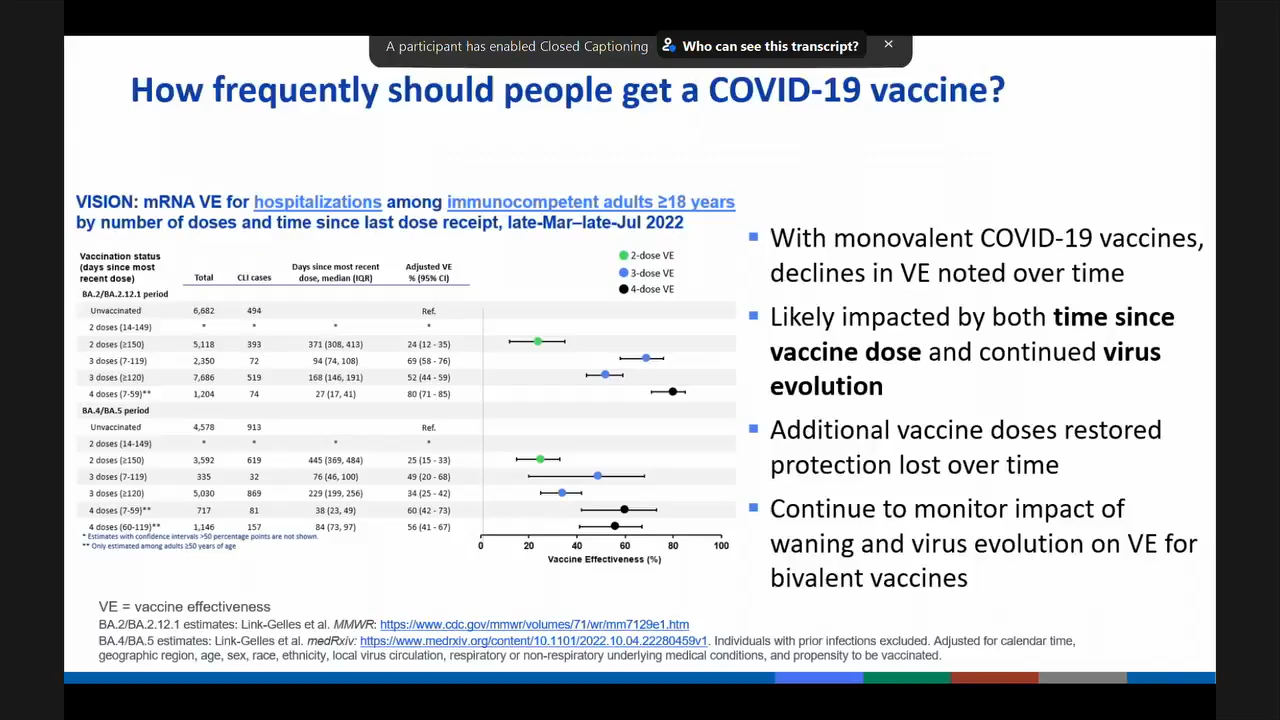 A participant has enabled Closed Captioning Who can see this transcript? ×
How frequently should people get a COVID-19 vaccine?
VISION: mRNA VE for hospitalizations among immunocompetent adults ≥18 years
by number of doses and time since last dose receipt, late-Mar–late-Jul 2022
Vaccination status
(days since most
recent dose)
Total
CLI cases
Days since most recent
dose, median (IQR)
Adjusted VE
% (95% CI)
2-dose VE
3-dose VE
4-dose VE
BA.2/BA.2.12.1 period
Unvaccinated 6,682 494 Ref.
2 doses (14-149) * * * *
2 doses (≥150) 5,118 393 371 (308, 413) 24 (12 - 35)
3 doses (7-119) 2,350 72 94 (74, 108) 69 (58 - 76)
3 doses (≥120) 7,686 519 168 (146, 191) 52 (44 - 59)
4 doses (7-59)** 1,204 74 27 (17, 41) 80 (71 - 85)
BA.4/BA.5 period
Unvaccinated 4,578 913 Ref.
2 doses (14-149) * * * *
2 doses (≥150) 3,592 619 445 (369, 484) 25 (15 - 33)
3 doses (7-119) 335 32 76 (46, 100) 49 (20 - 68)
3 doses (≥120) 5,030 869 229 (199, 256) 34 (25 - 42)
4 doses (7-59)** 717 81 38 (23, 49) 60 (42 - 73)
4 doses (60-119)** 1,146 157 84 (73, 97) 56 (41 - 67)
* Estimates with confidence intervals >50 percentage points are not shown.
** Only estimated among adults ≥50 years of age
0 20 40 60 80 100
Vaccine Effectiveness (%)
With monovalent COVID-19 vaccines,
declines in VE noted over time
Likely impacted by both time since
vaccine dose and continued virus
evolution
Additional vaccine doses restored
protection lost over time
Continue to monitor impact of
waning and virus evolution on VE for
bivalent vaccines
VE = vaccine effectiveness
BA.2/BA.2.12.1 estimates: Link-Gelles et al. MMWR: https://www.cdc.gov/mmwr/volumes/71/wr/mm7129e1.htm
BA.4/BA.5 estimates: Link-Gelles et al. medRxiv: https://www.medrxiv.org/content/10.1101/2022.10.04.22280459v1. Individuals with prior infections excluded. Adjusted for calendar time,
geographic region, age, sex, race, ethnicity, local virus circulation, respiratory or non-respiratory underlying medical conditions, and propensity to be vaccinated.